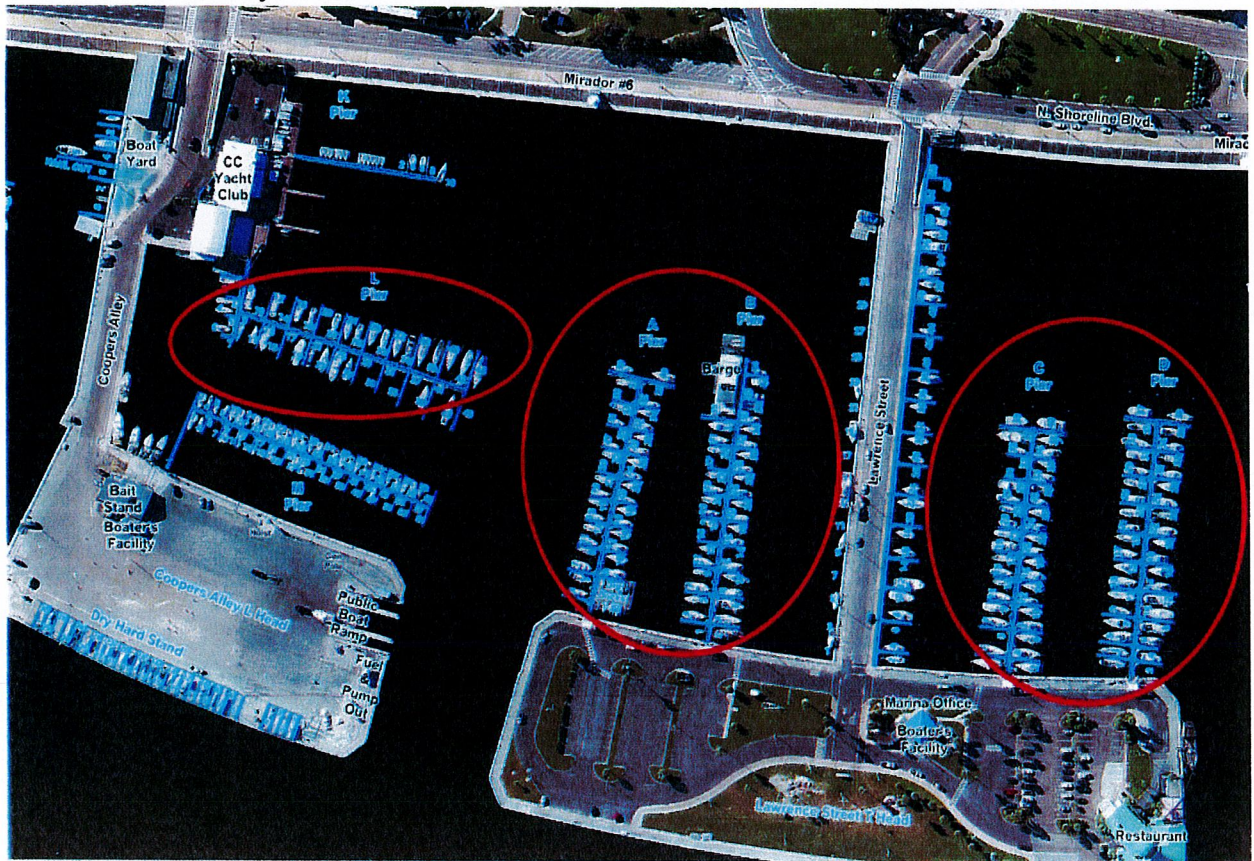 Mirador #6
K
Pier
N. Shoreline Blvd.
Mirad
Boat
Yard
CC
Yacht
Club
L
Pier
A
Pier
B
Pier
Barge
C
Pier
D
Pier
Coopers Alley
Lawrence Street
M
Pier
Bait
Stand
Boater's
Facility
Coopers Alley L Head
Dry Hard Stand
Public
Boat
Ramp
Fuel
&
Pump
Out
Marina Office
Boater's
Facility
Lawrence Street T Head
Restaurant